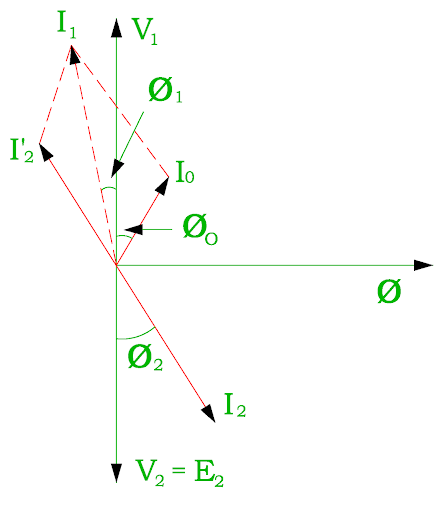 I₁
V₁
Ø₁
I'₂
I₀
Øₒ
Ø
Ø₂
I₂
V₂ = E₂